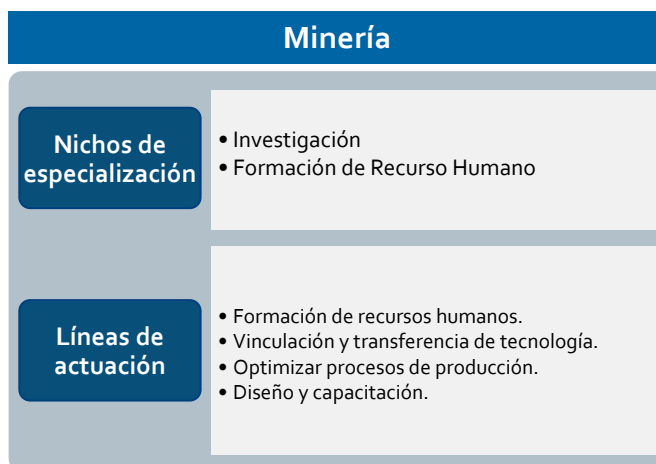 Minería
Nichos de
especialización
• Investigación
• Formación de Recurso Humano
Líneas de
actuación
• Formación de recursos humanos.
• Vinculación y transferencia de tecnología.
• Optimizar procesos de producción.
• Diseño y capacitación.